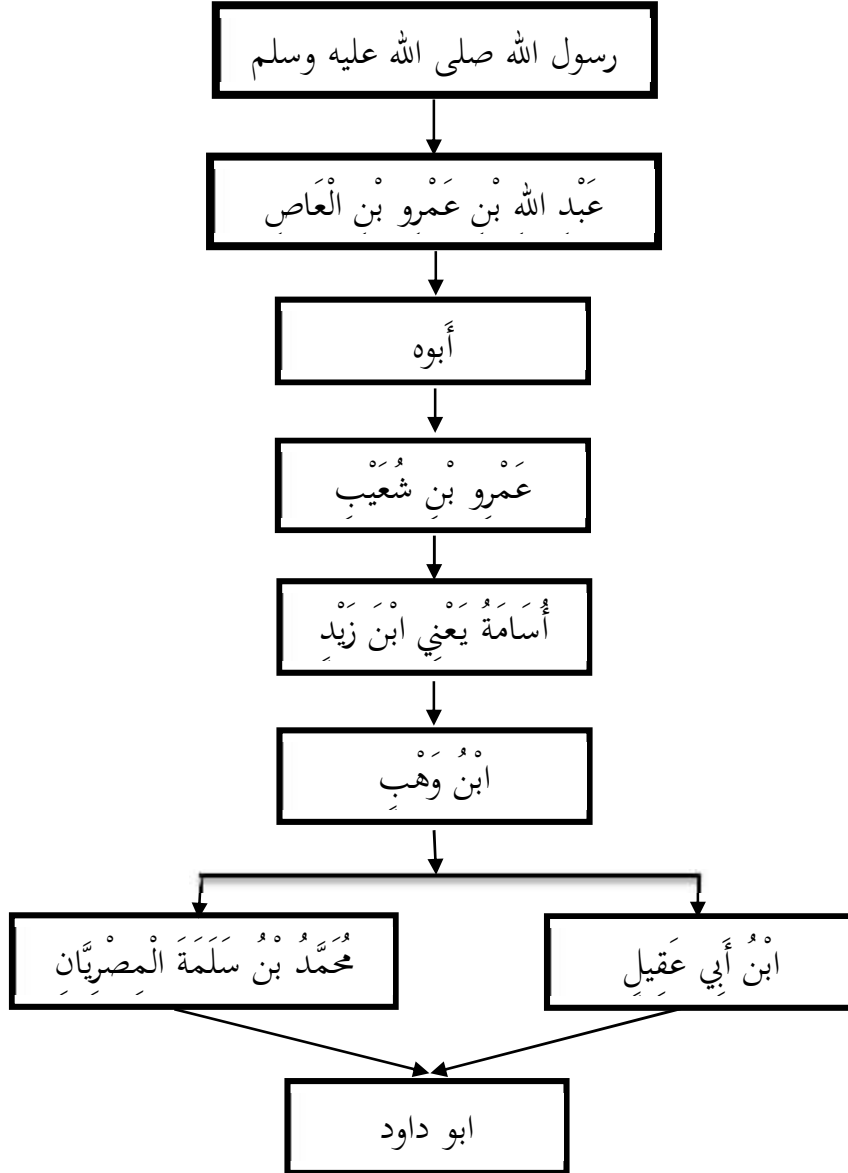 رسول الله صلى الله عليه وسلم
عَبْدِ اللهِ بْنِ عَمْرِو بْنِ الْعَاصِ
أَبوه
عَمْرِو بْنِ شُعَيْبٍ
أُسَامَةُ يَعْنِي ابْنَ زَيْدٍ
ابْنُ وَهْبٍ
ابْنُ أَبِي عَقِيلٍ
مُحَمَّدُ بْنُ سَلَمَةَ الْمِصْرِيَّانِ
ابو داود